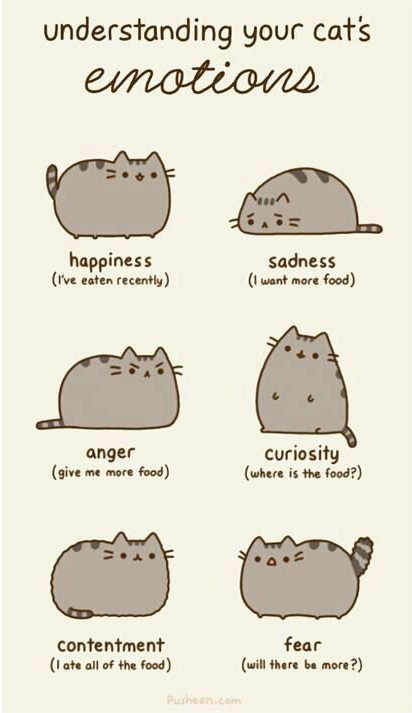 understanding your cat's
emotions
happiness
(I've eaten recently)
sadness
(I want more food)
anger
(give me more food)
curiosity
(where is the food?)
contentment
(I ate all of the food)
fear
(will there be more?)
Pusheen.com